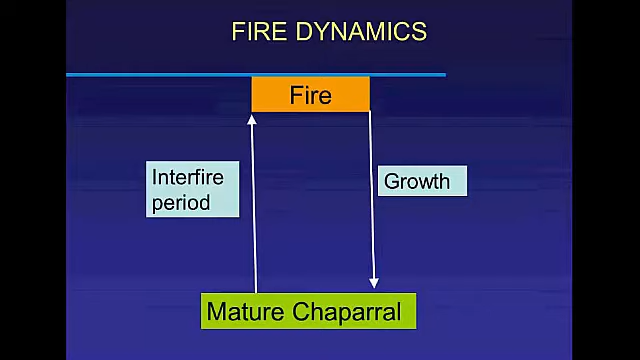 FIRE DYNAMICS
Fire
Interfire
period
Growth
Mature Chaparral